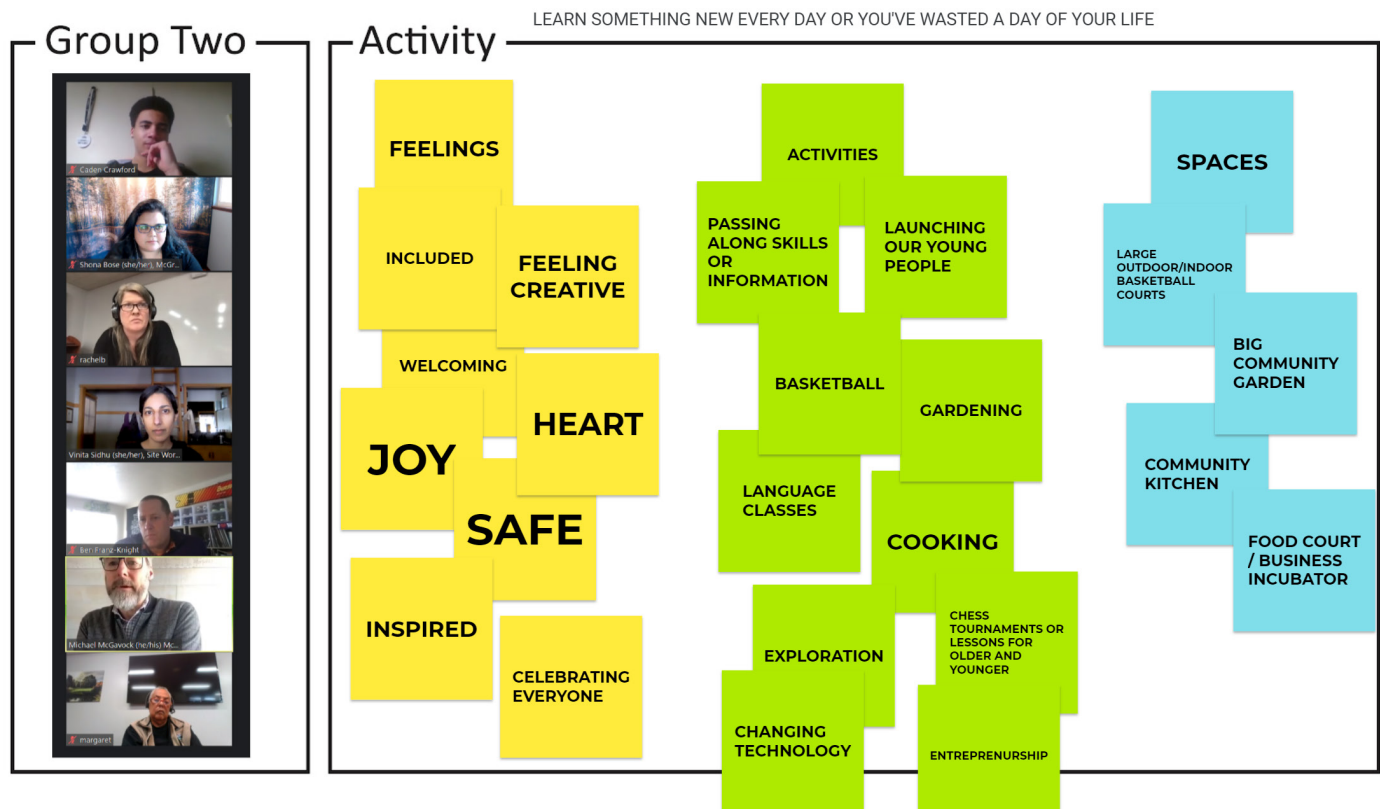 LEARN SOMETHING NEW EVERY DAY OR YOU'VE WASTED A DAY OF YOUR LIFE
Group Two
Caden Crawford
Shona Bose (she/her), McGr...
rachelb
Vinita Sidhu (she/her), Site Wor...
Ben Franz-Knight
Michael McGavock (he/his) Mc...
margaret
Activity
FEELINGS
INCLUDED
FEELING
CREATIVE
WELCOMING
HEART
JOY
SAFE
INSPIRED
CELEBRATING
EVERYONE
ACTIVITIES
PASSING
ALONG SKILLS
OR
INFORMATION
LAUNCHING
OUR YOUNG
PEOPLE
BASKETBALL
GARDENING
LANGUAGE
CLASSES
COOKING
EXPLORATION
CHESS
TOURNAMENTS OR
LESSONS FOR
OLDER AND
YOUNGER
CHANGING
TECHNOLOGY
ENTREPRENURSHIP
SPACES
LARGE
OUTDOOR/INDOOR
BASKETBALL
COURTS
BIG
COMMUNITY
GARDEN
COMMUNITY
KITCHEN
FOOD COURT
/ BUSINESS
INCUBATOR